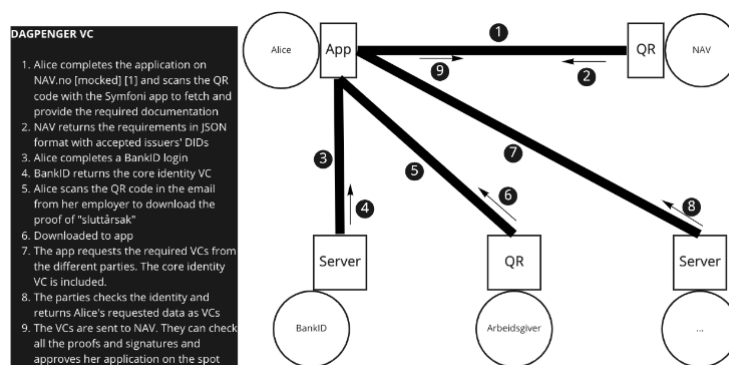 DAGPENGER VC
1. Alice completes the application on
NAV.no [mocked] [1] and scans the QR
code with the Symfoni app to fetch and
provide the required documentation
2. NAV returns the requirements in JSON
format with accepted issuers' DIDs
3. Alice completes a BankID login
4. BankID returns the core identity VC
5. Alice scans the QR code in the email
from her employer to download the
proof of "sluttårsak"
6. Downloaded to app
7. The app requests the required VCs from
the different parties. The core identity
VC is included.
8. The parties checks the identity and
returns Alice's requested data as VCs
9. The VCs are sent to NAV. They can check
all the proofs and signatures and
approves her application on the spot
Alice
App
1
QR
NAV
9
2
3
5
7
4
6
8
Server
QR
Server
BankID
Arbeidsgiver
...